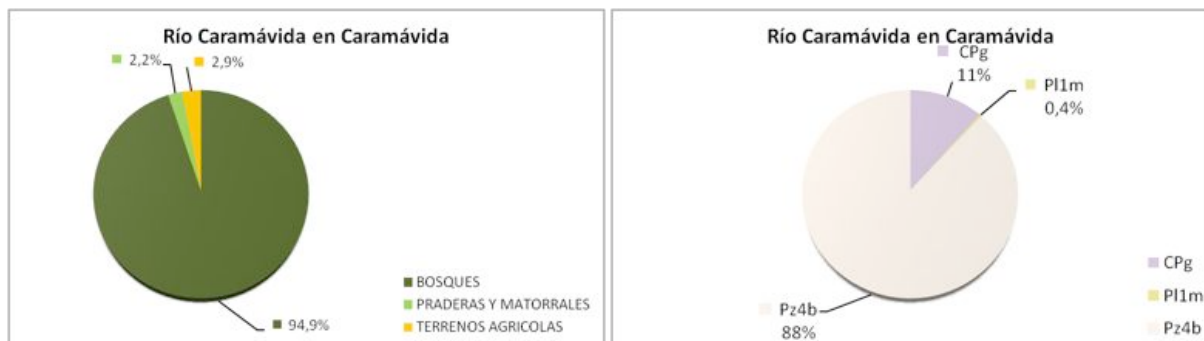 Río Caramávida en Caramávida
2,2%
2,9%
94,9%
BOSQUES
PRADERAS Y MATORRALES
TERRENOS AGRICOLAS
Río Caramávida en Caramávida
CPg
11%
Pl1m
0,4%
Pz4b
88%
CPg
Pl1m
Pz4b